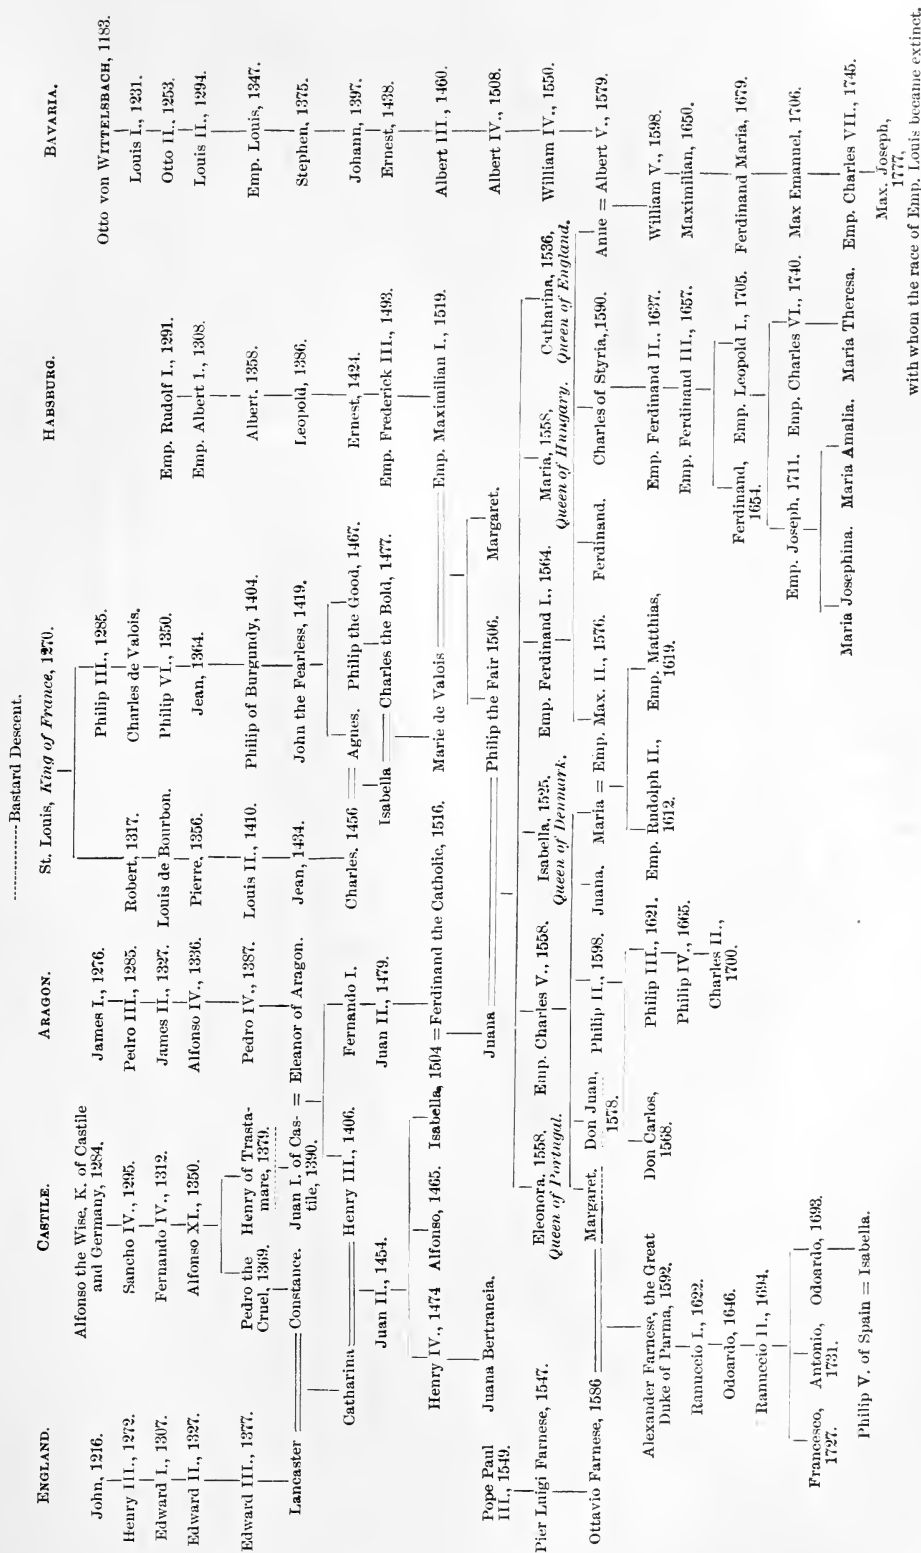 ----------Bastard Descent.
ENGLAND.
John, 1216.
Henry III., 1272.
Edward I., 1307.
Edward II., 1327.
Edward III., 1377.
Lancaster
Catharina
Pope Paul
III., 1549.
Pier Luigi Farnese, 1547.
Ottavio Farnese, 1586
CASTILE.
Alfonso the Wise, K. of Castile
and Germany, 1284.
Sancho IV., 1295.
Fernando IV., 1312.
Alfonso XI., 1350.
Pedro the
Cruel, 1369.
Henry of Trasta-
mare, 1379.
Constance.
Juan I. of Cas-
tile, 1390.
= Eleanor of Aragon.
Henry III., 1406.
Juan II., 1454.
Henry IV., 1474
Alfonso, 1465.
Isabella, 1504 = Ferdinand the Catholic, 1516.
Juana Bertraneia.
ARAGON.
James I., 1276.
Pedro III., 1285.
James II., 1327.
Alfonso IV., 1336.
Pedro IV., 1387.
Fernando I.
Juan II., 1479.
Juana
St. Louis, King of France, 1270.
Robert, 1317.
Louis de Bourbon.
Pierre, 1356.
Louis II., 1410.
Jean, 1434.
Charles. 1456 = Agnes.
Isabella
Philip III., 1285.
Charles de Valois.
Philip VI., 1350.
Jean, 1364.
Philip of Burgundy, 1404.
John the Fearless, 1419.
Philip the Good, 1467.
Charles the Bold, 1477.
Marie de Valois
Philip the Fair 1506.
Margaret.
HABSBURG.
Emp. Rudolf I., 1291.
Emp. Albert I., 1308.
Albert, 1358.
Leopold, 1386.
Ernest, 1424.
Emp. Frederick III., 1493.
Emp. Maximilian I., 1519.
BAVARIA.
Otto von WITTELSBACH, 1183.
Louis I., 1231.
Otto II., 1253.
Louis II., 1294.
Emp. Louis, 1347.
Stephen, 1375.
Johann, 1397.
Ernest, 1438.
Albert III., 1460.
Albert IV., 1508.
William IV., 1550.
Eleonora, 1558.
Queen of Portugal.
Emp. Charles V., 1558.
Isabella, 1525.
Queen of Denmark.
Emp. Ferdinand I., 1564.
Maria, 1558,
Queen of Hungary.
Catharina, 1536,
Queen of England.
Margaret.
Don Juan,
1578.
Philip II., 1598.
Juana.
Maria = Emp. Max. II., 1576.
Ferdinand.
Charles of Styria, 1590.
Anne = Albert V., 1579.
Alexander Farnese, the Great
Duke of Parma, 1592.
Ranuccio I., 1622.
Odoardo, 1646.
Ranuccio II., 1694.
Francesco,
1727.
Antonio,
1731.
Odoardo, 1693.
Philip V. of Spain = Isabella.
Don Carlos,
1568.
Philip III., 1621.
Philip IV., 1665.
Charles II.,
1700.
Emp. Rudolph II.,
1612.
Emp. Matthias,
1619.
Emp. Ferdinand II., 1637.
Emp. Ferdinand III., 1657.
Ferdinand,
1654.
Emp. Leopold I., 1705.
Emp. Joseph, 1711.
Emp. Charles VI., 1740.
Maria Josephina.
Maria Amalia.
Maria Theresa.
William V., 1598.
Maximilian, 1650.
Ferdinand Maria, 1679.
Max Emanuel, 1706.
Emp. Charles VII., 1745.
Max. Joseph,
1777,
with whom the race of Emp. Louis became extinct.